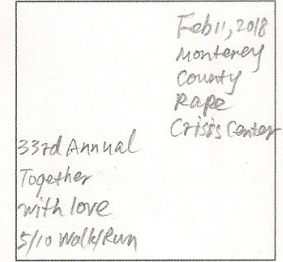 Feb 11, 2018
Monterey
County
Rape
Crisis Center
33rd Annual
Together
with love
5/10 Walk/Run